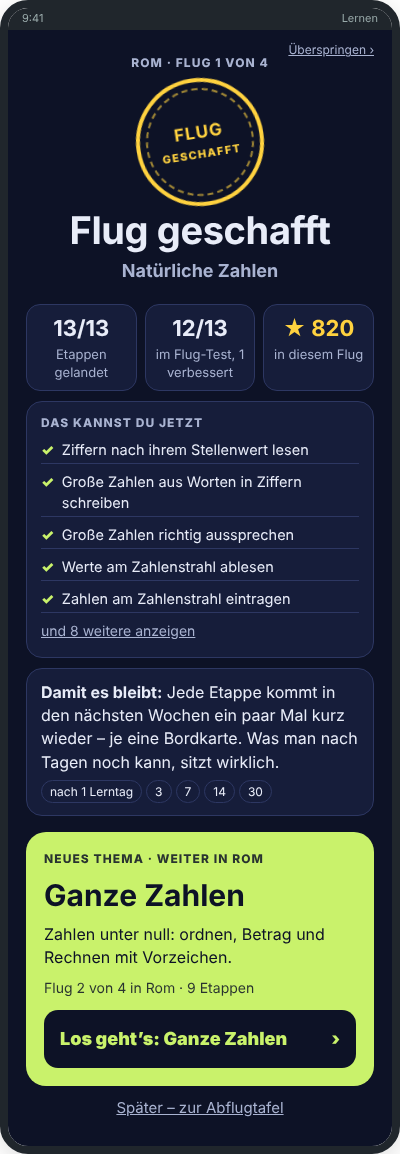 9:41
Lernen
Überspringen ›
ROM · FLUG 1 VON 4
FLUG
GESCHAFFT
Flug geschafft
Natürliche Zahlen
13/13
Etappen
gelandet
12/13
im Flug-Test, 1
verbessert
★ 820
in diesem Flug
DAS KANNST DU JETZT
✔ Ziffern nach ihrem Stellenwert lesen
✔ Große Zahlen aus Worten in Ziffern
schreiben
✔ Große Zahlen richtig aussprechen
✔ Werte am Zahlenstrahl ablesen
✔ Zahlen am Zahlenstrahl eintragen
und 8 weitere anzeigen
Damit es bleibt: Jede Etappe kommt in
den nächsten Wochen ein paar Mal kurz
wieder – je eine Bordkarte. Was man nach
Tagen noch kann, sitzt wirklich.
nach 1 Lerntag 3 7 14 30
NEUES THEMA · WEITER IN ROM
Ganze Zahlen
Zahlen unter null: ordnen, Betrag und
Rechnen mit Vorzeichen.
Flug 2 von 4 in Rom · 9 Etappen
Los geht’s: Ganze Zahlen ›
Später – zur Abflugtafel